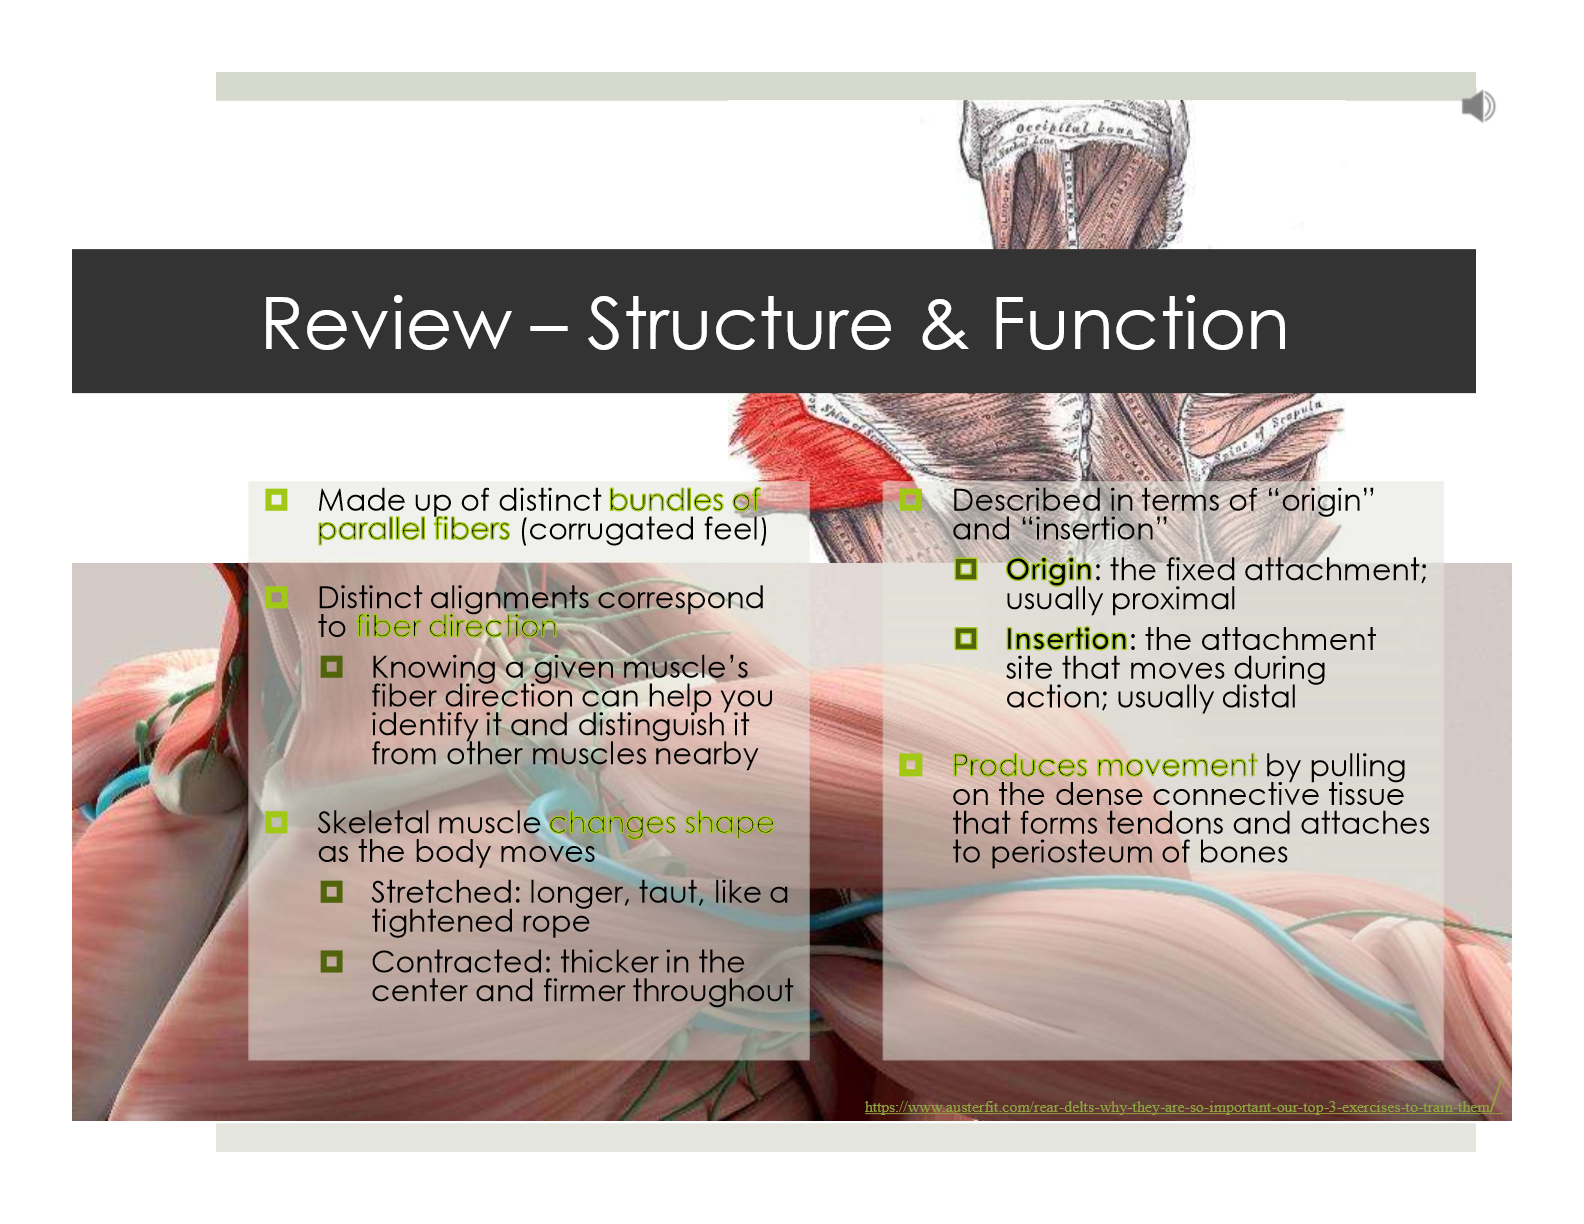 Occipital bone
Review – Structure & Function
Spine of Scapula
Spine of Scapula
Made up of distinct bundles of
parallel fibers (corrugated feel)
Distinct alignments correspond
to fiber direction
Knowing a given muscle’s
fiber direction can help you
identify it and distinguish it
from other muscles nearby
Skeletal muscle changes shape
as the body moves
Stretched: longer, taut, like a
tightened rope
Contracted: thicker in the
center and firmer throughout
Described in terms of “origin”
and “insertion”
Origin: the fixed attachment;
usually proximal
Insertion: the attachment
site that moves during
action; usually distal
Produces movement by pulling
on the dense connective tissue
that forms tendons and attaches
to periosteum of bones
https://www.austerfit.com/rear-delts-why-they-are-so-important-our-top-3-exercises-to-train-them/